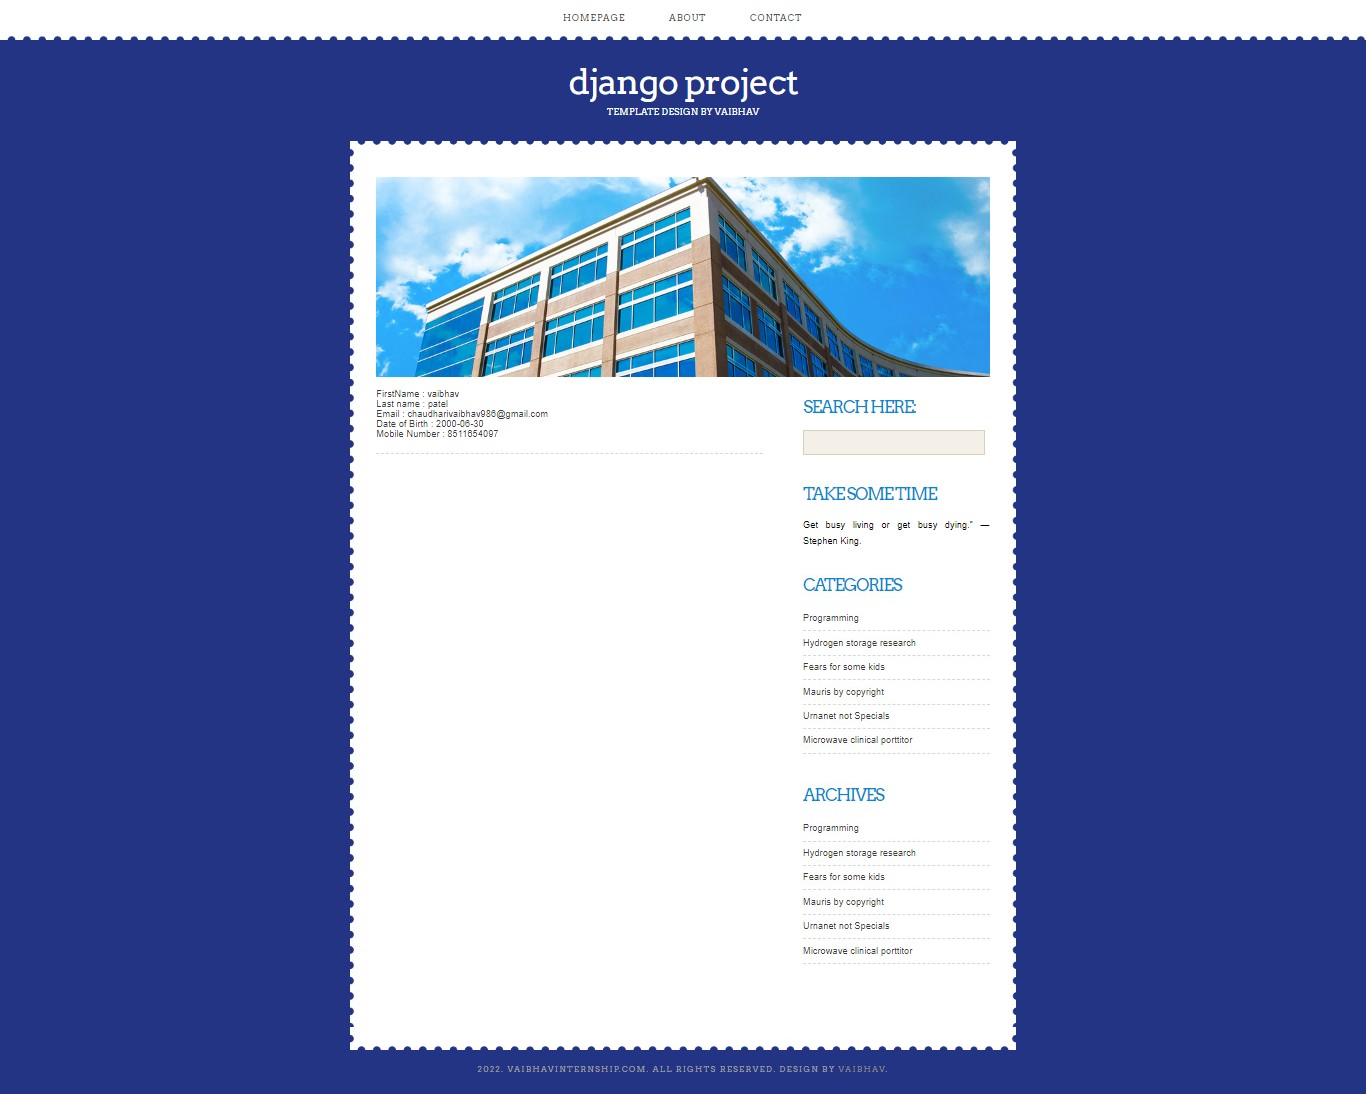 HOMEPAGE ABOUT CONTACT
django project
TEMPLATE DESIGN BY VAIBHAV
FirstName : vaibhav
Last name : patel
Email : chaudharivaibhav986@gmail.com
Date of Birth : 2000-06-30
Mobile Number : 8511654097
SEARCH HERE:
TAKE SOME TIME
Get busy living or get busy dying.” —
Stephen King.
CATEGORIES
Programming
Hydrogen storage research
Fears for some kids
Mauris by copyright
Urnanet not Specials
Microwave clinical porttitor
ARCHIVES
Programming
Hydrogen storage research
Fears for some kids
Mauris by copyright
Urnanet not Specials
Microwave clinical porttitor
2022. VAIBHAVINTERNSHIP.COM. ALL RIGHTS RESERVED. DESIGN BY VAIBHAV.